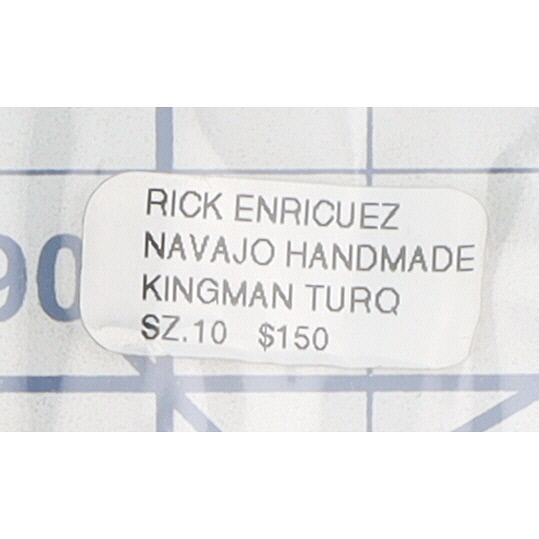 RICK ENRICUEZ
NAVAJO HANDMADE
KINGMAN TURQ
SZ.10 $150
90